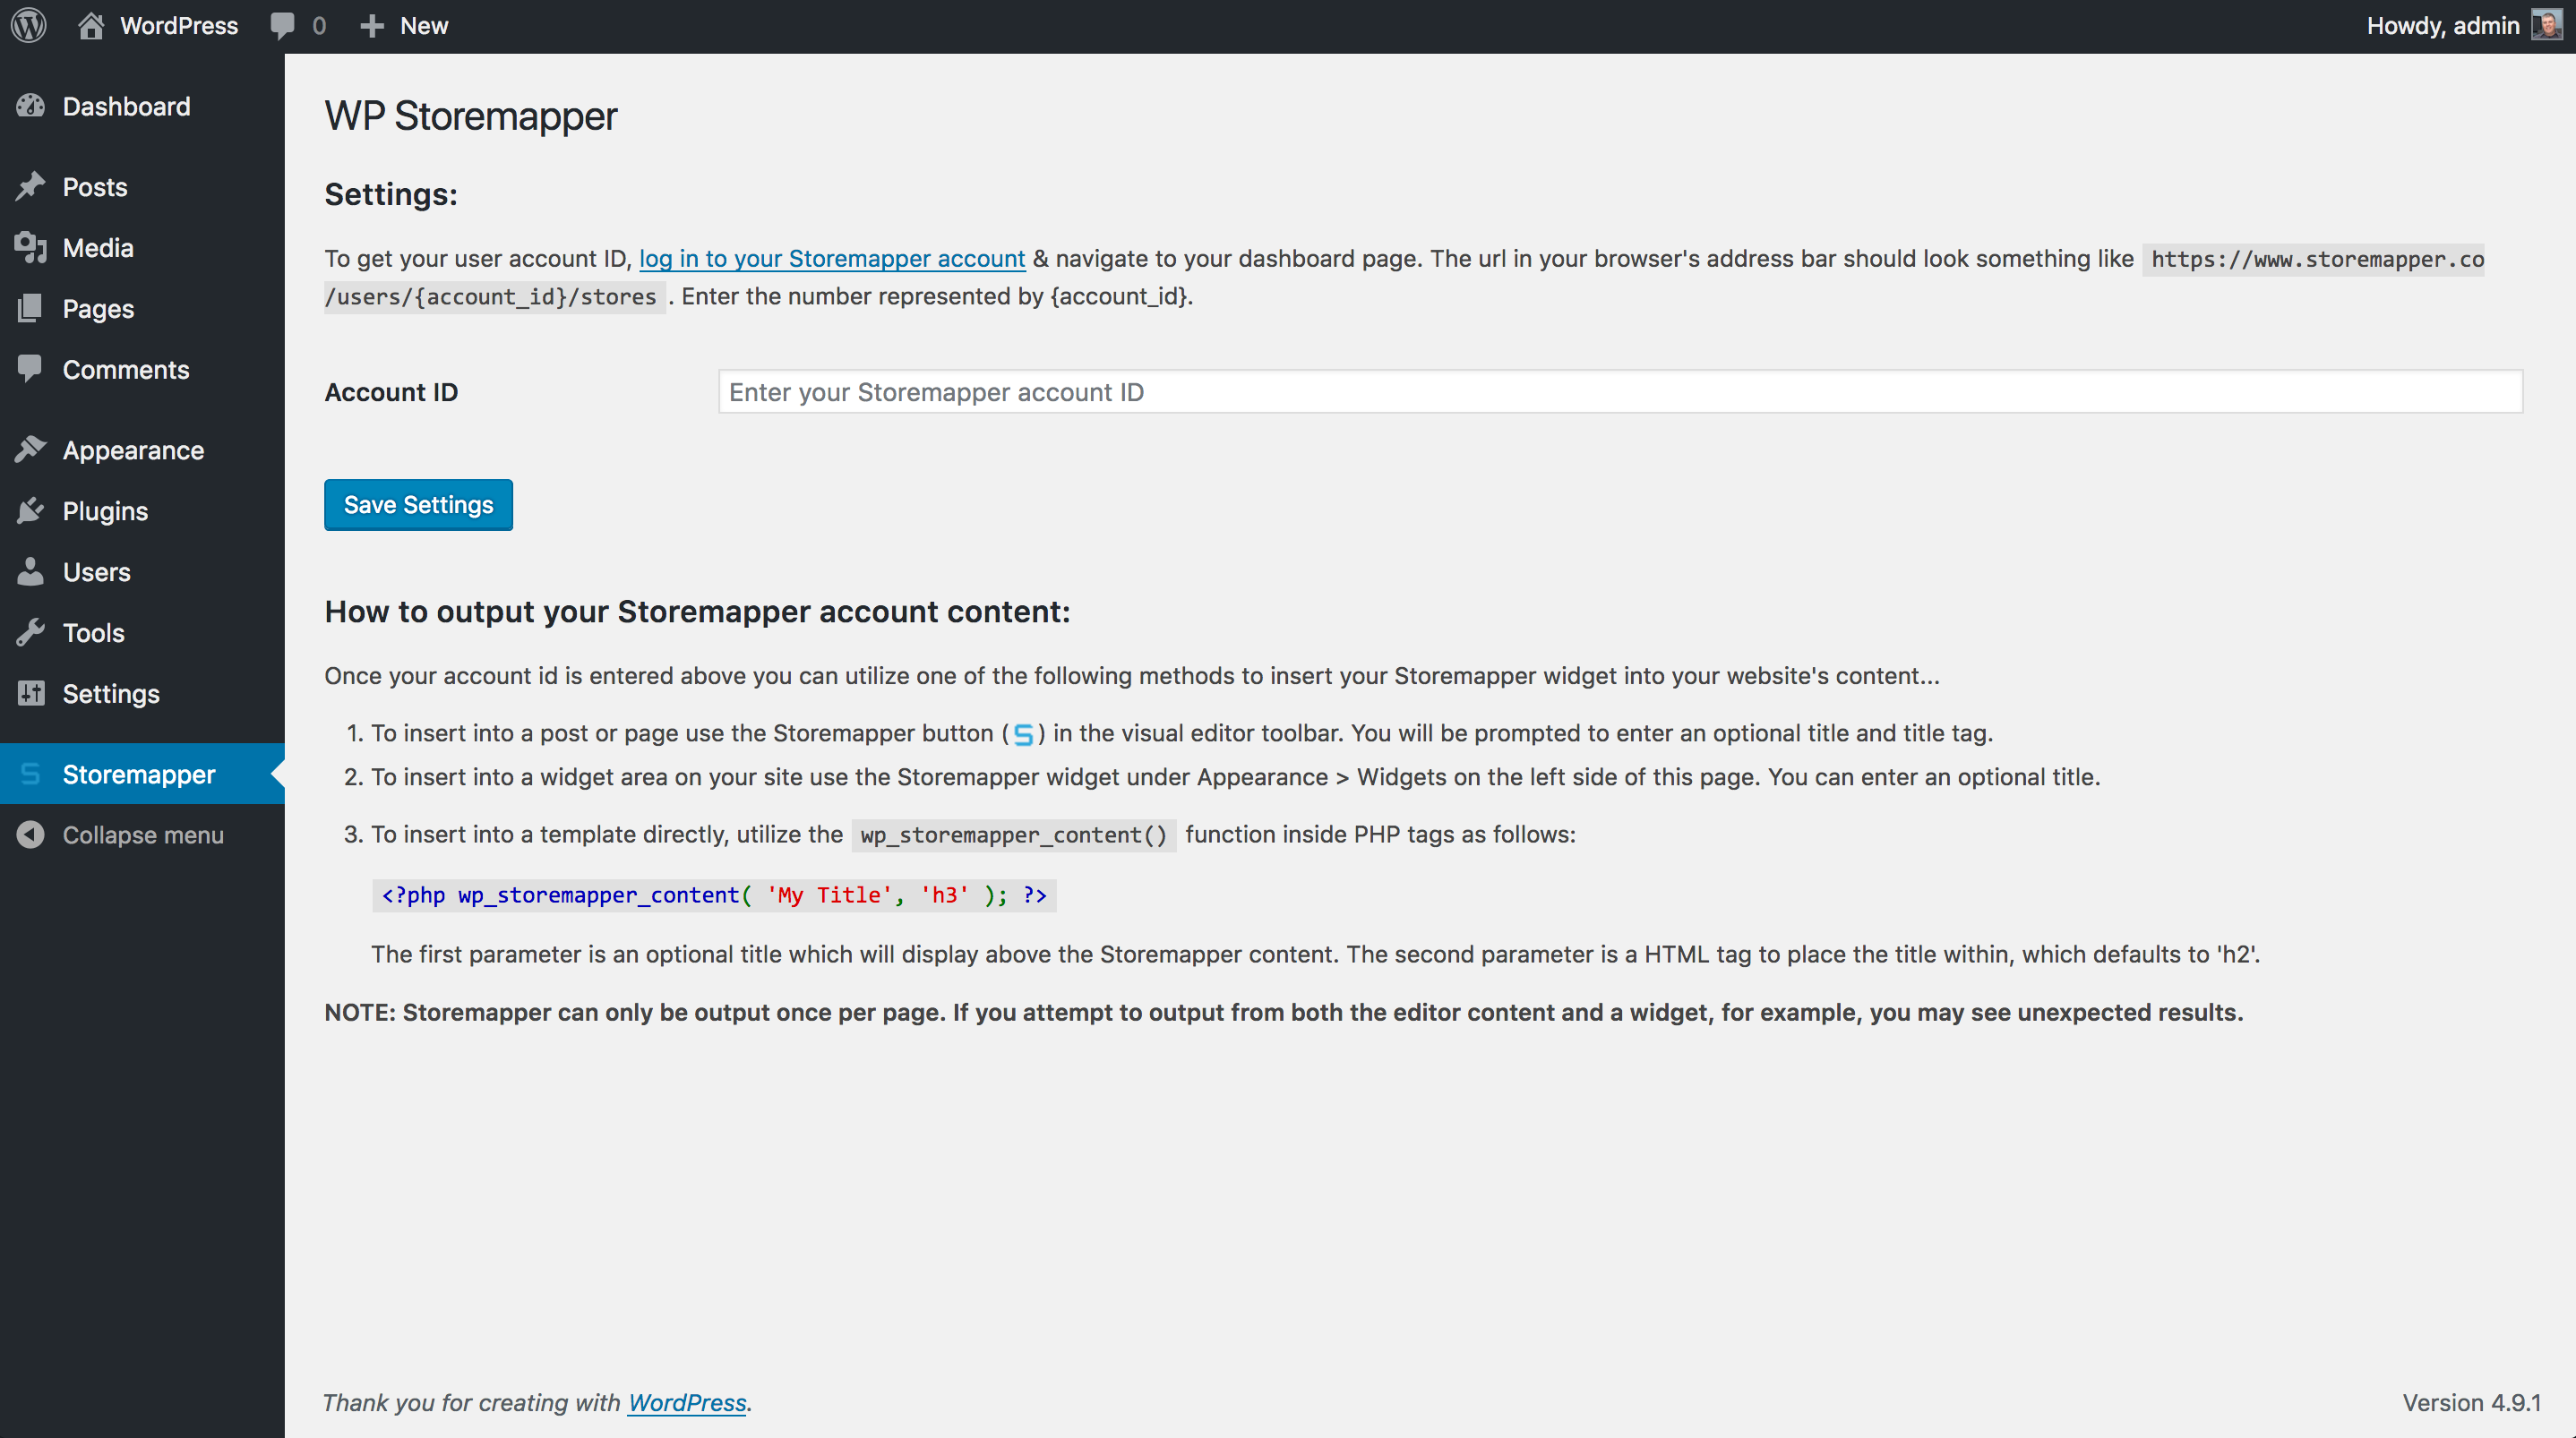 WordPress 0 New Howdy, admin
Dashboard
Posts
Media
Pages
Comments
Appearance
Plugins
Users
Tools
Settings
Storemapper
Collapse menu
WP Storemapper
Settings:
To get your user account ID, log in to your Storemapper account & navigate to your dashboard page. The url in your browser's address bar should look something like https://www.storemapper.co
/users/{account_id}/stores . Enter the number represented by {account_id}.
Account ID Enter your Storemapper account ID
Save Settings
How to output your Storemapper account content:
Once your account id is entered above you can utilize one of the following methods to insert your Storemapper widget into your website's content...
1. To insert into a post or page use the Storemapper button (S) in the visual editor toolbar. You will be prompted to enter an optional title and title tag.
2. To insert into a widget area on your site use the Storemapper widget under Appearance > Widgets on the left side of this page. You can enter an optional title.
3. To insert into a template directly, utilize the wp_storemapper_content() function inside PHP tags as follows:
<?php wp_storemapper_content( 'My Title', 'h3' ); ?>
The first parameter is an optional title which will display above the Storemapper content. The second parameter is a HTML tag to place the title within, which defaults to 'h2'.
NOTE: Storemapper can only be output once per page. If you attempt to output from both the editor content and a widget, for example, you may see unexpected results.
Thank you for creating with WordPress.
Version 4.9.1